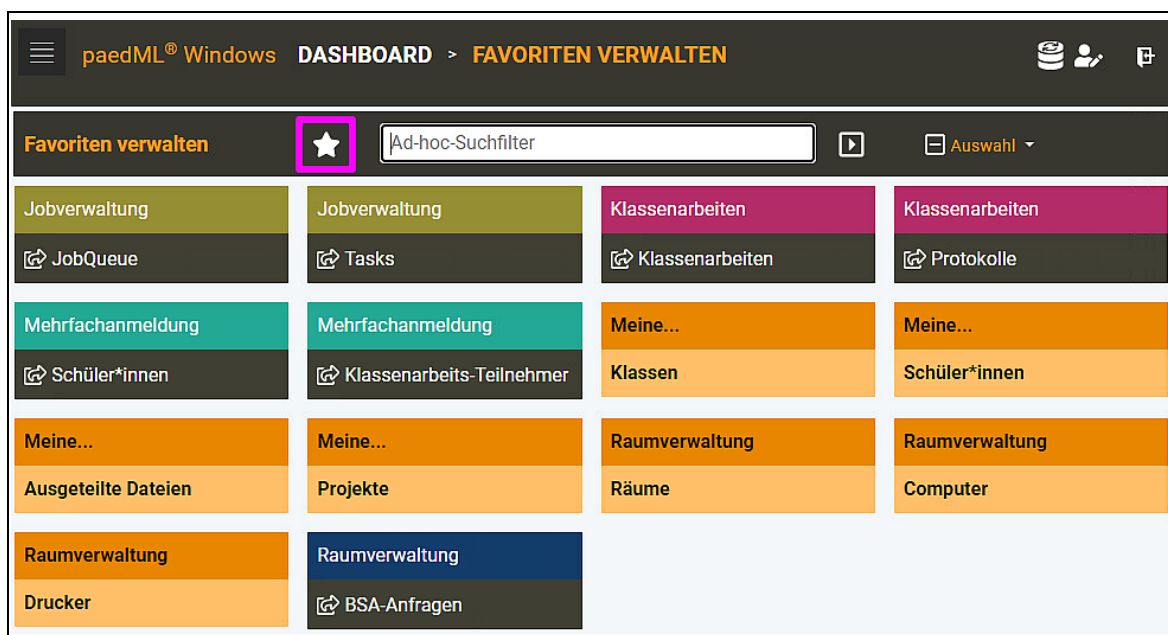 paedML® Windows DASHBOARD > FAVORITEN VERWALTEN
Favoriten verwalten Ad-hoc-Suchfilter Auswahl
Jobverwaltung Jobverwaltung Klassenarbeiten Klassenarbeiten
JobQueue Tasks Klassenarbeiten Protokolle
Mehrfachanmeldung Mehrfachanmeldung Meine... Meine...
Schüler*innen Klassenarbeits-Teilnehmer Klassen Schüler*innen
Meine... Meine... Raumverwaltung Raumverwaltung
Ausgeteilte Dateien Projekte Räume Computer
Raumverwaltung Raumverwaltung
Drucker BSA-Anfragen